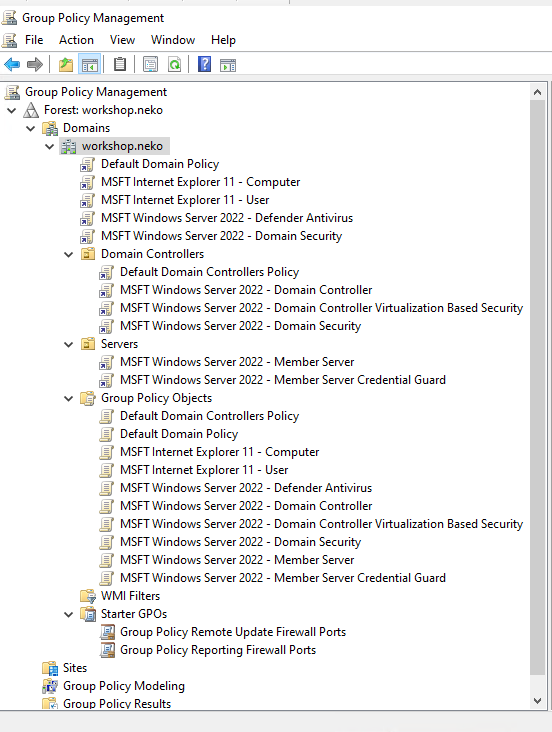 Group Policy Management
File Action View Window Help
Group Policy Management
Forest: workshop.neko
Domains
workshop.neko
Default Domain Policy
MSFT Internet Explorer 11 - Computer
MSFT Internet Explorer 11 - User
MSFT Windows Server 2022 - Defender Antivirus
MSFT Windows Server 2022 - Domain Security
Domain Controllers
Default Domain Controllers Policy
MSFT Windows Server 2022 - Domain Controller
MSFT Windows Server 2022 - Domain Controller Virtualization Based Security
MSFT Windows Server 2022 - Domain Security
Servers
MSFT Windows Server 2022 - Member Server
MSFT Windows Server 2022 - Member Server Credential Guard
Group Policy Objects
Default Domain Controllers Policy
Default Domain Policy
MSFT Internet Explorer 11 - Computer
MSFT Internet Explorer 11 - User
MSFT Windows Server 2022 - Defender Antivirus
MSFT Windows Server 2022 - Domain Controller
MSFT Windows Server 2022 - Domain Controller Virtualization Based Security
MSFT Windows Server 2022 - Domain Security
MSFT Windows Server 2022 - Member Server
MSFT Windows Server 2022 - Member Server Credential Guard
WMI Filters
Starter GPOs
Group Policy Remote Update Firewall Ports
Group Policy Reporting Firewall Ports
Sites
Group Policy Modeling
Group Policy Results